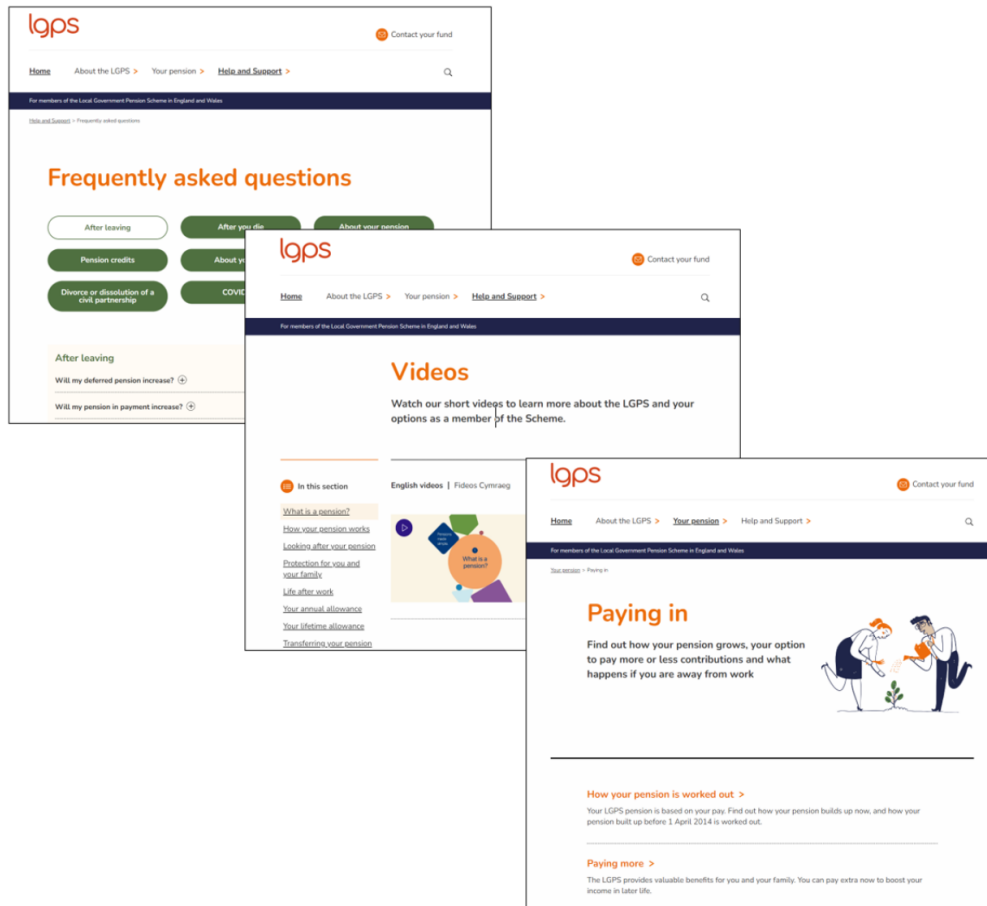 lgps
Contact your fund
Home About the LGPS > Your pension > Help and Support >
For members of the Local Government Pension Scheme in England and Wales
Help and Support > Frequently asked questions
Frequently asked questions
After leaving After you die About your pension
Pension credits About
Divorce or dissolution of a
civil partnership
COVID
After leaving
Will my deferred pension increase?
Will my pension in payment increase?
lgps
Contact your fund
Home About the LGPS > Your pension > Help and Support >
For members of the Local Government Pension Scheme in England and Wales
Videos
Watch our short videos to learn more about the LGPS and your
options as a member of the Scheme.
In this section
English videos | Fideos Cymraeg
What is a pension?
How your pension works
Looking after your pension
Protection for you and
your family
Life after work
Your annual allowance
Your lifetime allowance
Transferring your pension
What is a
pension?
lgps
Contact your fund
Home About the LGPS > Your pension > Help and Support >
For members of the Local Government Pension Scheme in England and Wales
Your pension > Paying in
Paying in
Find out how your pension grows, your option
to pay more or less contributions and what
happens if you are away from work
How your pension is worked out >
Your LGPS pension is based on your pay. Find out how your pension builds up now, and how your
pension built up before 1 April 2014 is worked out.
Paying more >
The LGPS provides valuable benefits for you and your family. You can pay extra now to boost your
income in later life.